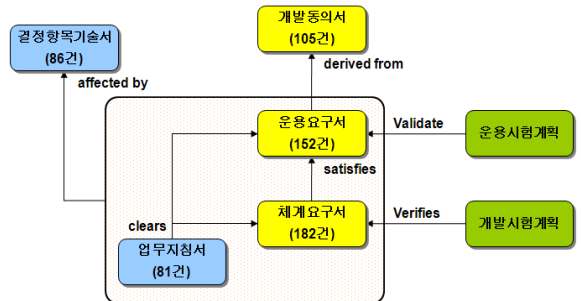 개발동의서
(105건)
결정항목기술서
(86건)
derived from
affected by
운용요구서
(152건)
Validate
운용시험계획
satisfies
체계요구서
(182건)
Verifies
개발시험계획
clears
업무지침서
(81건)